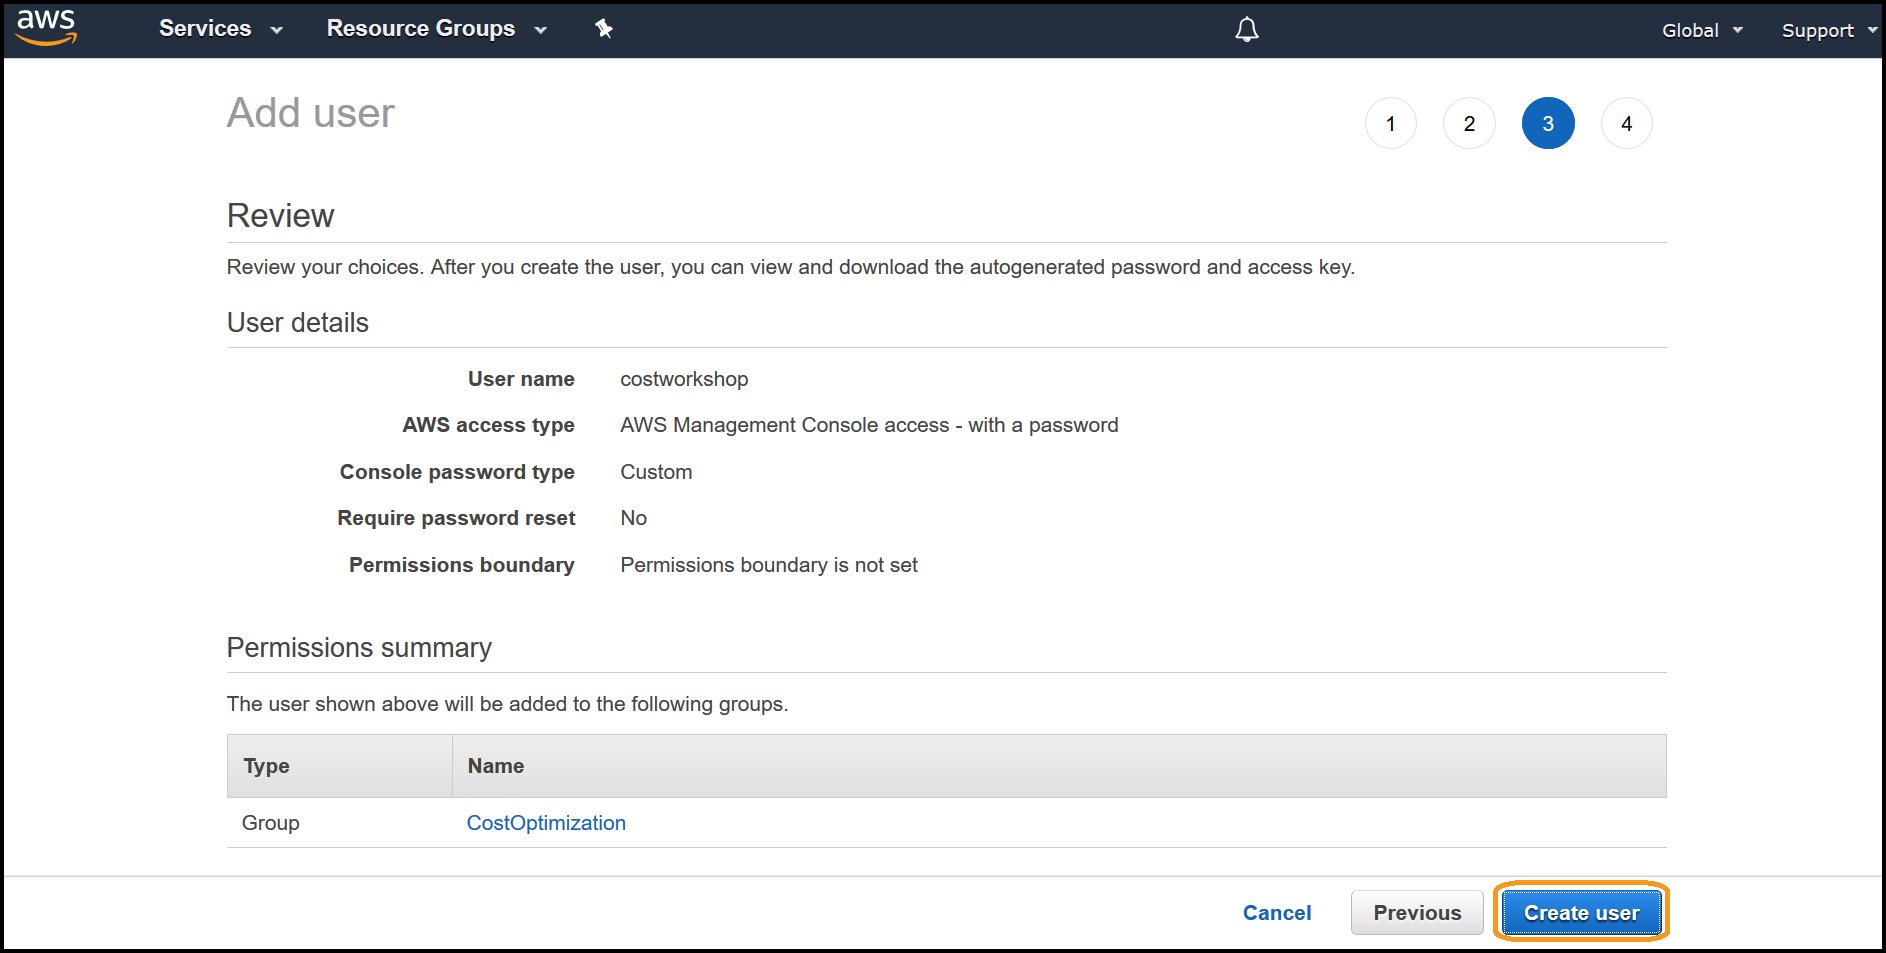 aws Services Resource Groups Global Support
Add user 1 2 3 4
Review
Review your choices. After you create the user, you can view and download the autogenerated password and access key.
User details
User name costworkshop
AWS access type AWS Management Console access - with a password
Console password type Custom
Require password reset No
Permissions boundary Permissions boundary is not set
Permissions summary
The user shown above will be added to the following groups.
Type Name
Group CostOptimization
Cancel Previous Create user